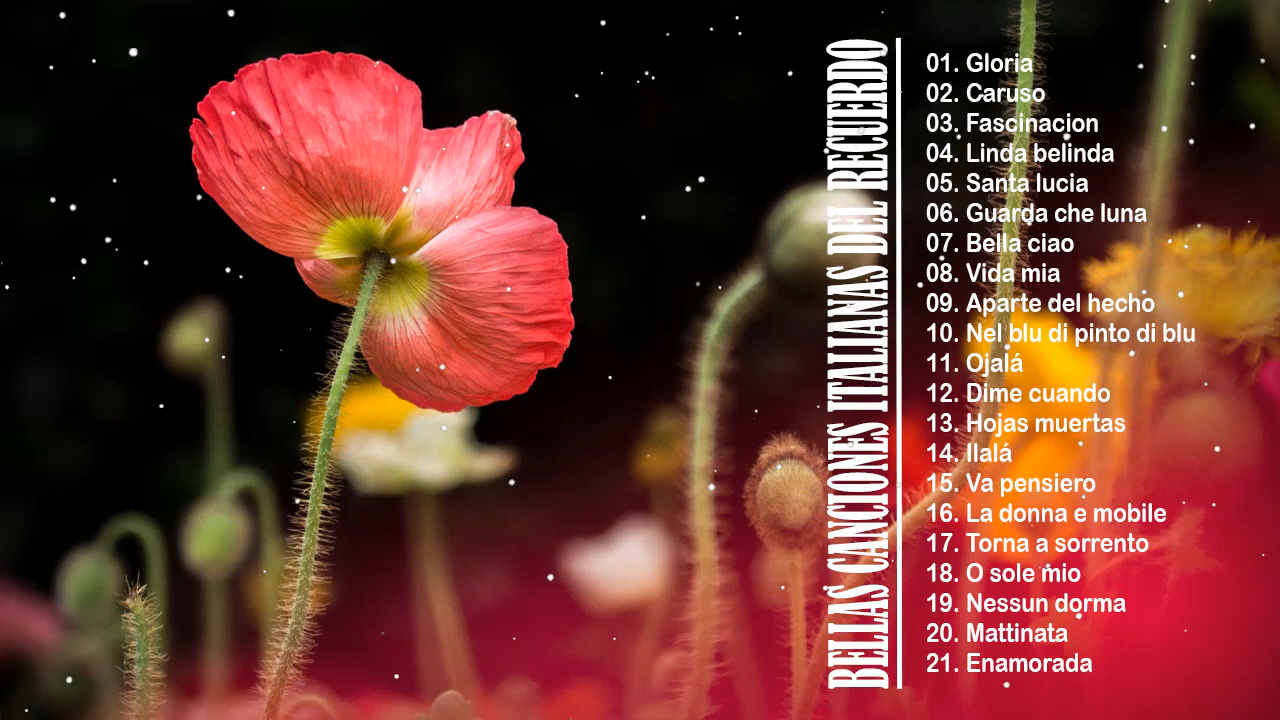 BELLAS CANCIONES ITALIANAS DEL RECUERDO
01. Gloria
02. Caruso
03. Fascinacion
04. Linda belinda
05. Santa lucia
06. Guarda che luna
07. Bella ciao
08. Vida mia
09. Aparte del hecho
10. Nel blu di pinto di blu
11. Ojalá
12. Dime cuando
13. Hojas muertas
14. Ilalá
15. Va pensiero
16. La donna e mobile
17. Torna a sorrento
18. O sole mio
19. Nessun dorma
20. Mattinata
21. Enamorada